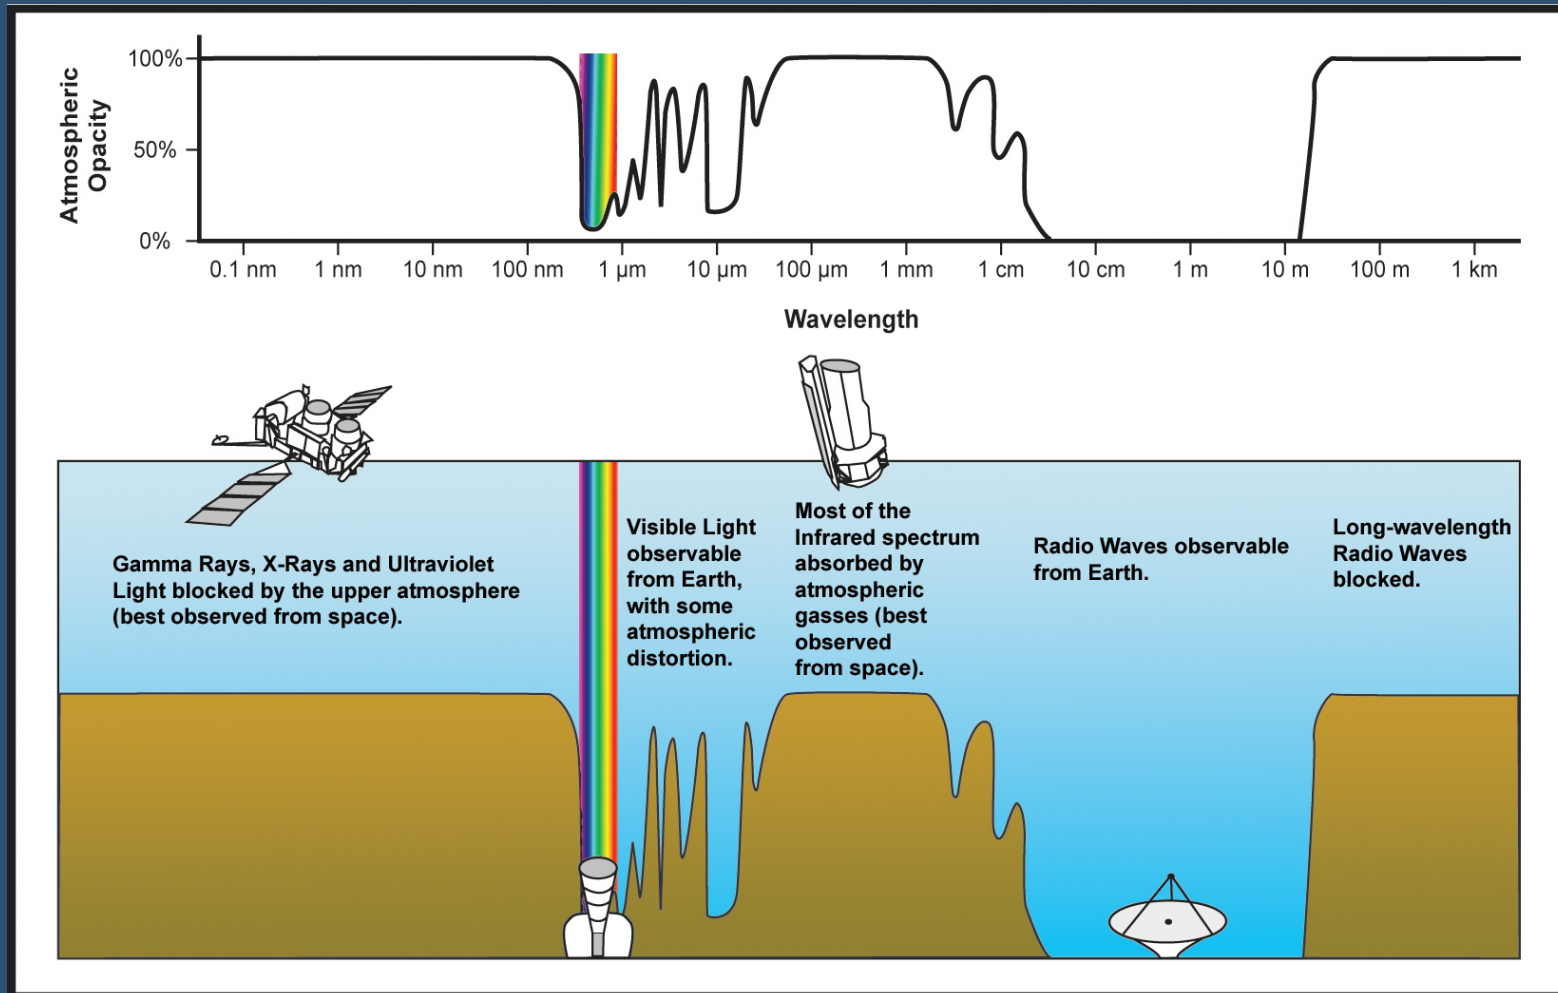 Atmospheric
Opacity
100%
50%
0%
0.1 nm
1 nm
10 nm
100 nm
1 µm
10 µm
100 µm
1 mm
1 cm
10 cm
1 m
10 m
100 m
1 km
Wavelength
Gamma Rays, X-Rays and Ultraviolet
Light blocked by the upper atmosphere
(best observed from space).
Visible Light
observable
from Earth,
with some
atmospheric
distortion.
Most of the
Infrared spectrum
absorbed by
atmospheric
gasses (best
observed
from space).
Radio Waves observable
from Earth.
Long-wavelength
Radio Waves
blocked.